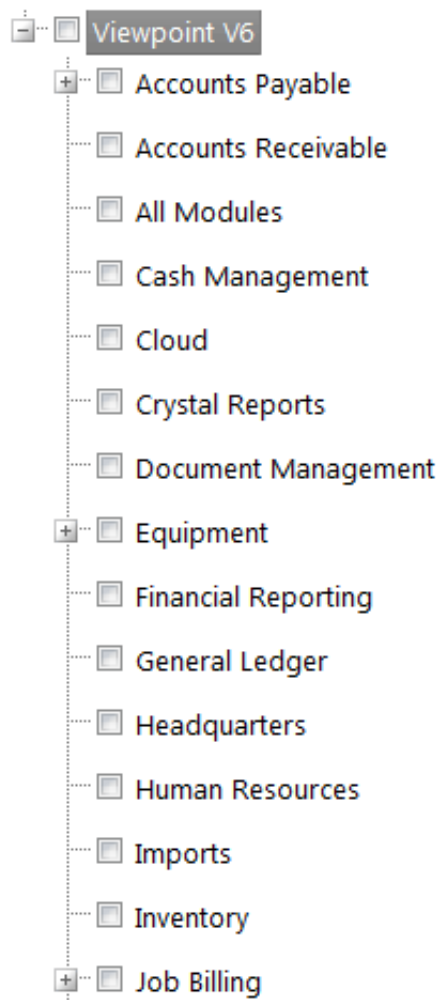 Viewpoint V6
Accounts Payable
Accounts Receivable
All Modules
Cash Management
Cloud
Crystal Reports
Document Management
Equipment
Financial Reporting
General Ledger
Headquarters
Human Resources
Imports
Inventory
Job Billing